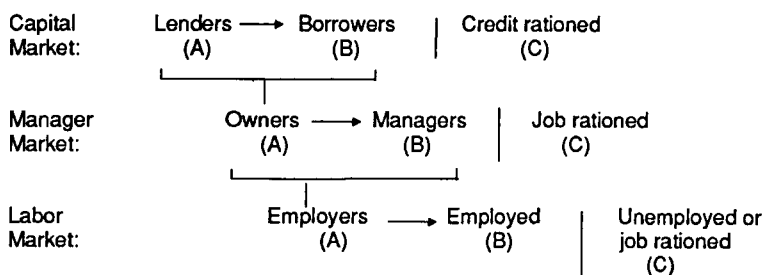 Capital Lenders Borrowers Credit rationed
Market: (A) (B) (C)
Manager Owners Managers Job rationed
Market: (A) (B) (C)
Labor Employers Employed Unemployed or
Market: (A) (B) job rationed
(C)